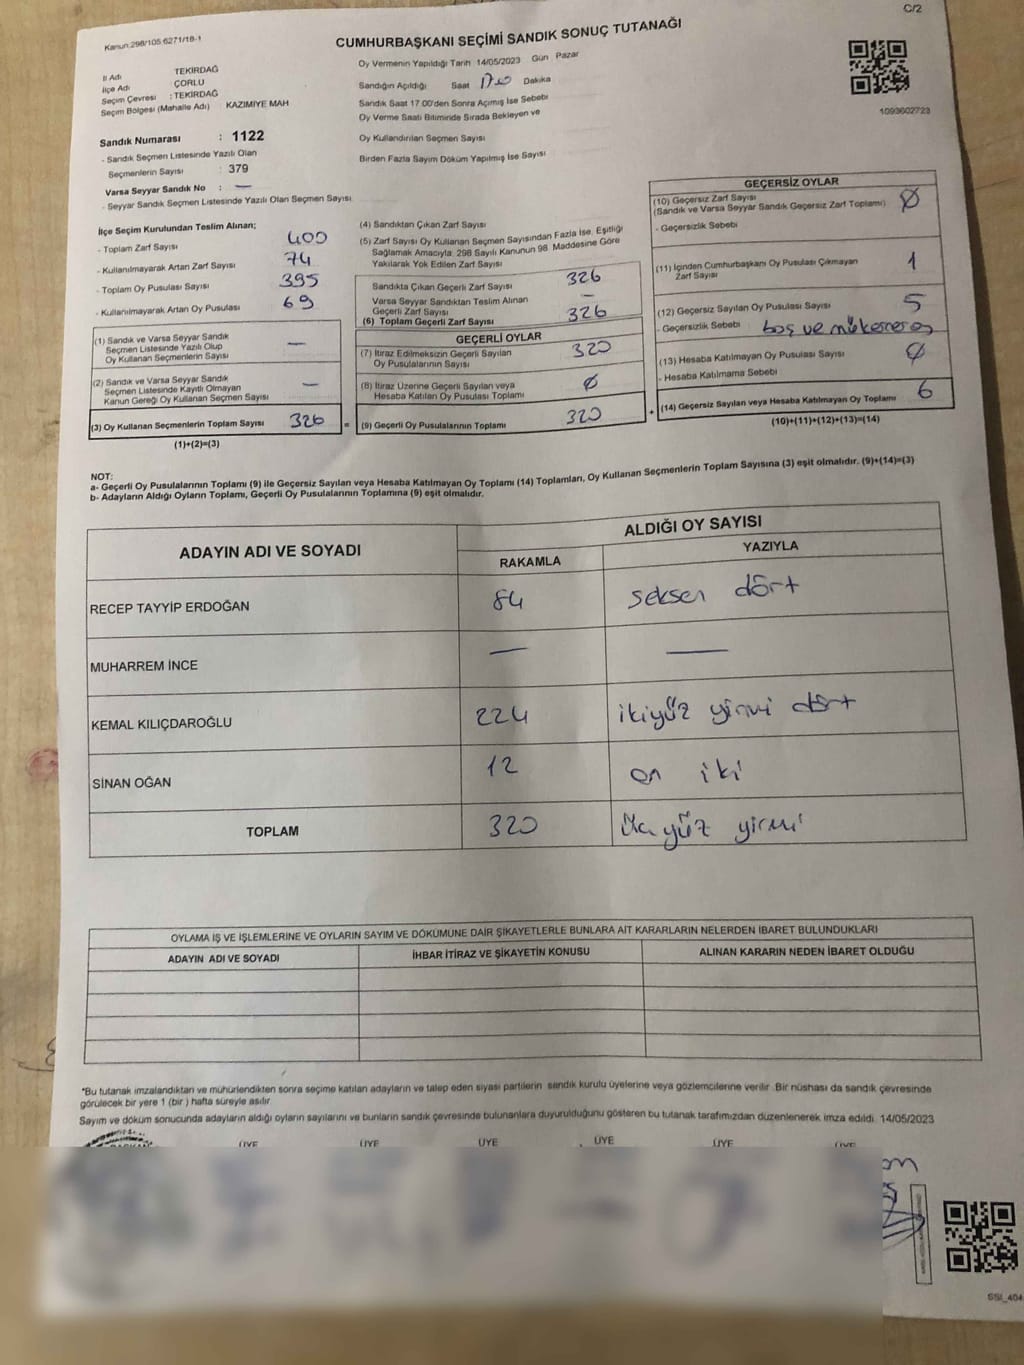 C/2
Kanun:298/105 6271/18-1
CUMHURBAŞKANI SEÇİMİ SANDIK SONUÇ TUTANAĞI
İl Adı TEKİRDAĞ
İlçe Adı ÇORLU
Seçim Çevresi : TEKİRDAĞ
Seçim Bölgesi (Mahalle Adı) KAZIMİYE MAH
Sandık Numarası : 1122
- Sandık Seçmen Listesinde Yazılı Olan
Seçmenlerin Sayısı : 379
Varsa Seyyar Sandık No : —
- Seyyar Sandık Seçmen Listesinde Yazılı Olan Seçmen Sayısı
Oy Vermenin Yapıldığı Tarih 14/05/2023 Gün Pazar
Sandığın Açıldığı Saat 17:00 Dakika
Sandık Saat 17.00'den Sonra Açılmış İse Sebebi
Oy Verme Saati Bitiminde Sırada Bekleyen ve
Oy Kullandırılan Seçmen Sayısı
Birden Fazla Sayım Döküm Yapılmış İse Sayısı
1093602723
İlçe Seçim Kurulundan Teslim Alınan;
- Toplam Zarf Sayısı 400
- Kullanılmayarak Artan Zarf Sayısı 74
- Toplam Oy Pusulası Sayısı 395
- Kullanılmayarak Artan Oy Pusulası 69
(1) Sandık ve Varsa Seyyar Sandık
Seçmen Listesinde Yazılı Olup
Oy Kullanan Seçmenlerin Sayısı —
(2) Sandık ve Varsa Seyyar Sandık
Seçmen Listesinde Kayıtlı Olmayan
Kanun Gereği Oy Kullanan Seçmen Sayısı —
(3) Oy Kullanan Seçmenlerin Toplam Sayısı 326 =
(1)+(2)=(3)
(4) Sandıktan Çıkan Zarf Sayısı
(5) Zarf Sayısı Oy Kullanan Seçmen Sayısından Fazla İse, Eşitliği
Sağlamak Amacıyla, 298 Sayılı Kanunun 98. Maddesine Göre
Yakılarak Yok Edilen Zarf Sayısı
Sandıkta Çıkan Geçerli Zarf Sayısı 326
Varsa Seyyar Sandıktan Teslim Alınan
Geçerli Zarf Sayısı —
(6) Toplam Geçerli Zarf Sayısı 326
GEÇERLİ OYLAR
(7) İtiraz Edilmeksizin Geçerli Sayılan
Oy Pusulalarının Sayısı 320
(8) İtiraz Üzerine Geçerli Sayılan veya
Hesaba Katılan Oy Pusulası Toplamı 0
(9) Geçerli Oy Pusulalarının Toplamı 320 +
GEÇERSİZ OYLAR
(10) Geçersiz Zarf Sayısı
(Sandık ve Varsa Seyyar Sandık Geçersiz Zarf Toplamı) 0
- Geçersizlik Sebebi
(11) İçinden Cumhurbaşkanı Oy Pusulası Çıkmayan
Zarf Sayısı 1
(12) Geçersiz Sayılan Oy Pusulası Sayısı 5
- Geçersizlik Sebebi boş ve
(13) Hesaba Katılmayan Oy Pusulası Sayısı 0
- Hesaba Katılmama Sebebi
(14) Geçersiz Sayılan veya Hesaba Katılmayan Oy Toplamı 6
(10)+(11)+(12)+(13)=(14)
NOT:
a- Geçerli Oy Pusulalarının Toplamı (9) ile Geçersiz Sayılan veya Hesaba Katılmayan Oy Toplamı (14) Toplamları, Oy Kullanan Seçmenlerin Toplam Sayısına (3) eşit olmalıdır. (9)+(14)=(3)
b- Adayların Aldığı Oyların Toplamı, Geçerli Oy Pusulalarının Toplamına (9) eşit olmalıdır.
ADAYIN ADI VE SOYADI ALDIĞI OY SAYISI
RAKAMLA YAZIYLA
RECEP TAYYİP ERDOĞAN 84 seksen dört
MUHARREM İNCE — —
KEMAL KILIÇDAROĞLU 224 ikiyüz yirmi dört
SİNAN OĞAN 12 on iki
TOPLAM 320 üçyüz yirmi
OYLAMA İŞ VE İŞLEMLERİNE VE OYLARIN SAYIM VE DÖKÜMÜNE DAİR ŞİKAYETLERLE BUNLARA AİT KARARLARIN NELERDEN İBARET BULUNDUKLARI
ADAYIN ADI VE SOYADI İHBAR İTİRAZ VE ŞİKAYETİN KONUSU ALINAN KARARIN NEDEN İBARET OLDUĞU
*Bu tutanak imzalandıktan ve mühürlendikten sonra seçime katılan adayların ve talep eden siyasi partilerin sandık kurulu üyelerine veya gözlemcilerine verilir. Bir nüshası da sandık çevresinde
görülecek bir yere 1 (bir) hafta süreyle asılır.
Sayım ve döküm sonucunda adayların aldığı oyların sayılarını ve bunların sandık çevresinde bulunanlara duyurulduğunu gösteren bu tutanak tarafımızdan düzenlenerek imza edildi. 14/05/2023
ÜYE ÜYE ÜYE ÜYE ÜYE ÜYE
SSI_404